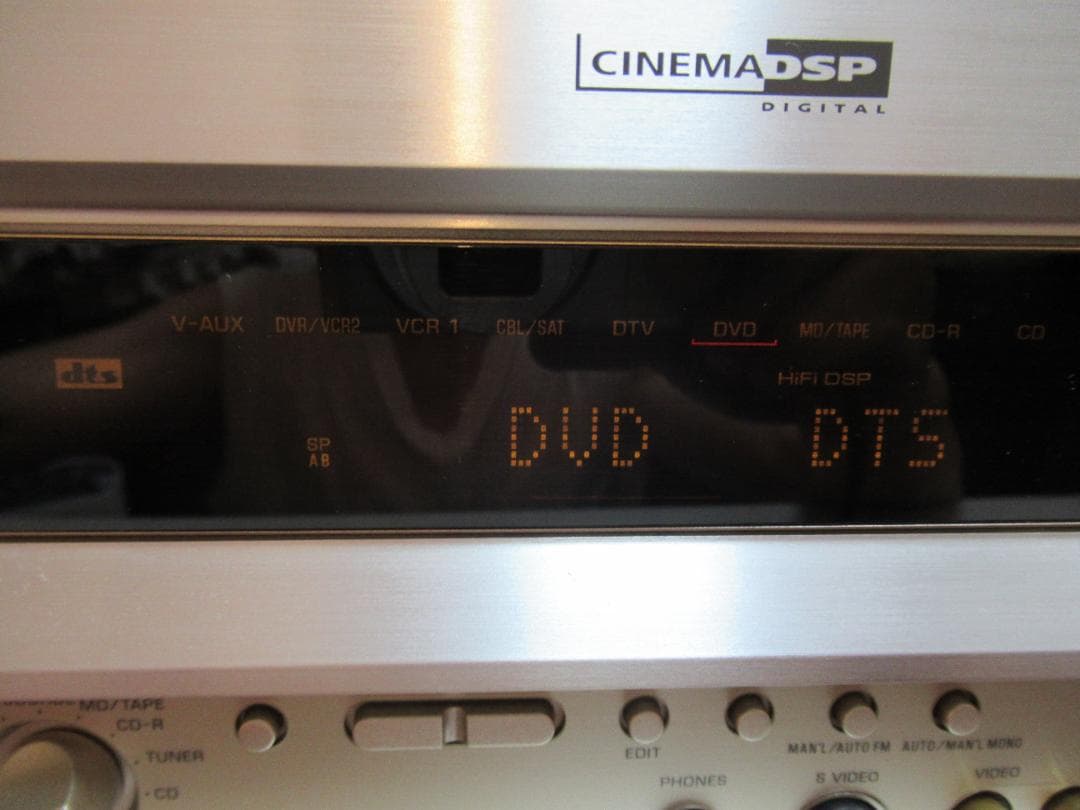 CINEMA DSP
DIGITAL
V-AUX DVR/VCR2 VCR 1 CBL/SAT DTV DVD MD/TAPE CD-R CD
dts
HiFi DSP
SP
AB
DVD DTS
MD/TAPE
CD-R
TUNER
CD
EDIT
MAN'L/AUTO FM AUTO/MAN'L MONO
PHONES S VIDEO VIDEO